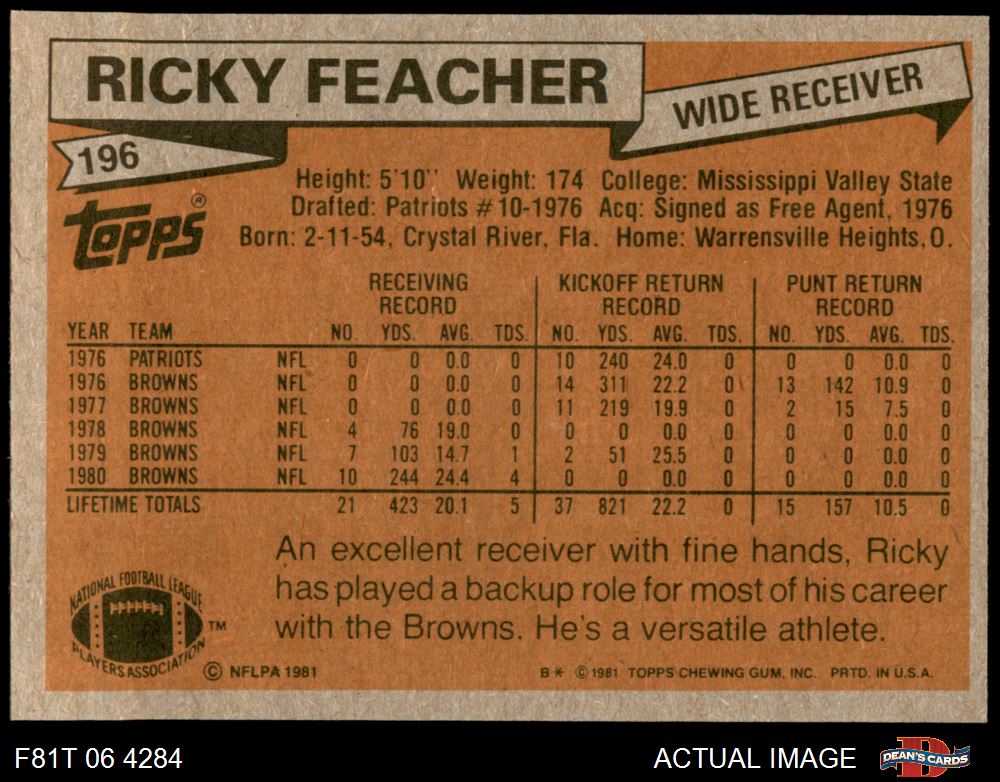 RICKY FEACHER
WIDE RECEIVER
196
TOPPS®
Height: 5'10" Weight: 174 College: Mississippi Valley State
Drafted: Patriots #10-1976 Acq: Signed as Free Agent, 1976
Born: 2-11-54, Crystal River, Fla. Home: Warrensville Heights, O.
RECEIVING RECORD KICKOFF RETURN RECORD PUNT RETURN RECORD
YEAR TEAM NO. YDS. AVG. TDS. NO. YDS. AVG. TDS. NO. YDS. AVG. TDS.
1976 PATRIOTS NFL 0 0 0.0 0 10 240 24.0 0 0 0 0.0 0
1976 BROWNS NFL 0 0 0.0 0 14 311 22.2 0 13 142 10.9 0
1977 BROWNS NFL 0 0 0.0 0 11 219 19.9 0 2 15 7.5 0
1978 BROWNS NFL 4 76 19.0 0 0 0 0.0 0 0 0 0.0 0
1979 BROWNS NFL 7 103 14.7 1 2 51 25.5 0 0 0 0.0 0
1980 BROWNS NFL 10 244 24.4 4 0 0 0.0 0 0 0 0.0 0
LIFETIME TOTALS 21 423 20.1 5 37 821 22.2 0 15 157 10.5 0
An excellent receiver with fine hands, Ricky
has played a backup role for most of his career
with the Browns. He's a versatile athlete.
NATIONAL FOOTBALL LEAGUE
PLAYERS ASSOCIATION
TM
© NFLPA 1981
B* © 1981 TOPPS CHEWING GUM, INC. PRTD. IN U.S.A.
F81T 06 4284
ACTUAL IMAGE
DEAN'S CARDS